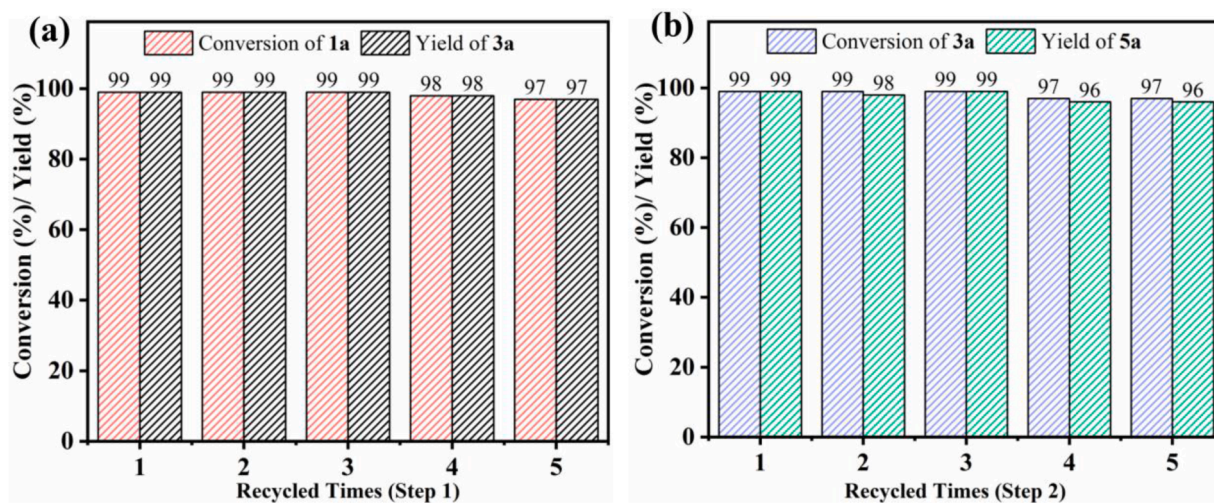 (a)
Conversion of 1a Yield of 3a
99 99 99 99 99 99 98 98 97 97
Conversion (%)/ Yield (%)
100
80
60
40
20
0
1 2 3 4 5
Recycled Times (Step 1)
(b)
Conversion of 3a Yield of 5a
99 99 99 98 99 99 97 96 97 96
Conversion (%)/ Yield (%)
100
80
60
40
20
0
1 2 3 4 5
Recycled Times (Step 2)